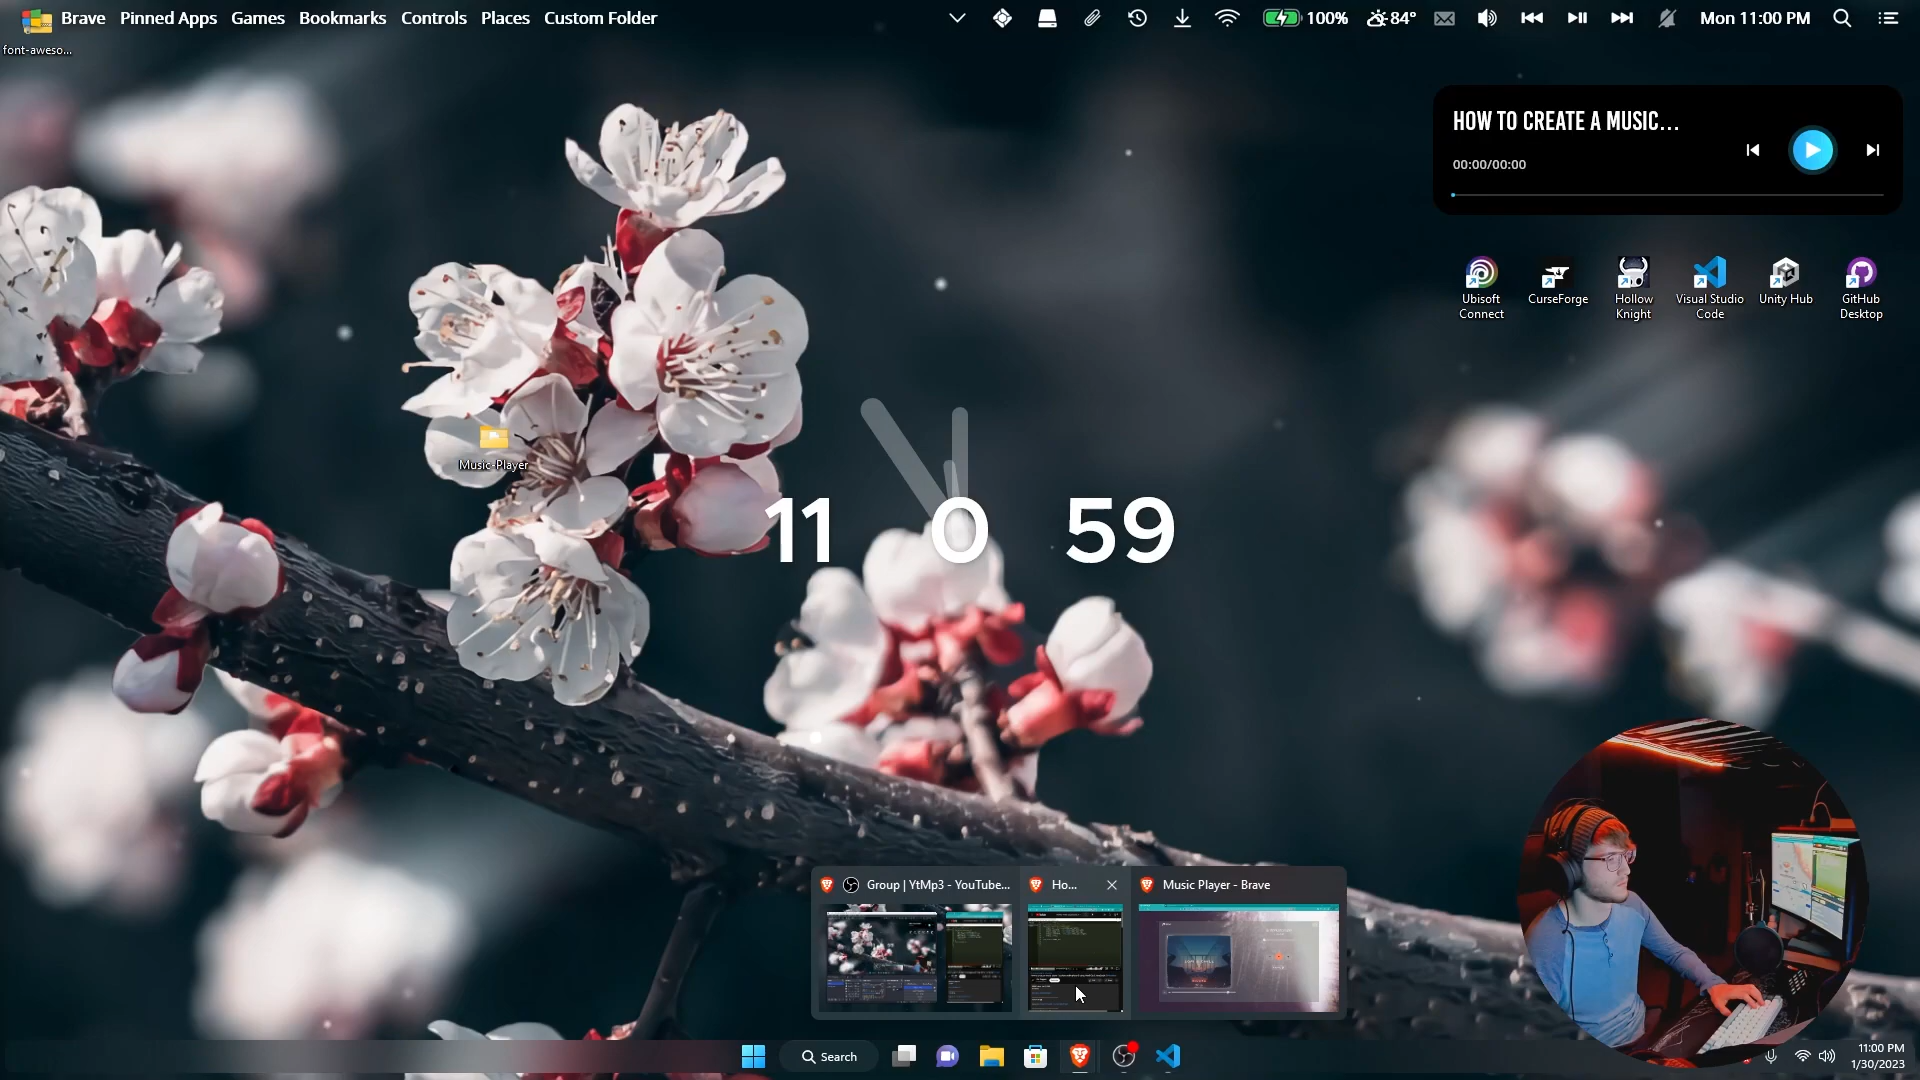 Brave Pinned Apps Games Bookmarks Controls Places Custom Folder
100% 84° Mon 11:00 PM
font-aweso...
HOW TO CREATE A MUSIC...
00:00/00:00
Ubisoft Connect
CurseForge
Hollow Knight
Visual Studio Code
Unity Hub
GitHub Desktop
Music-Player
11 0 59
Group | YtMp3 - YouTube...
Ho...
Music Player - Brave
Search
11:00 PM
1/30/2023